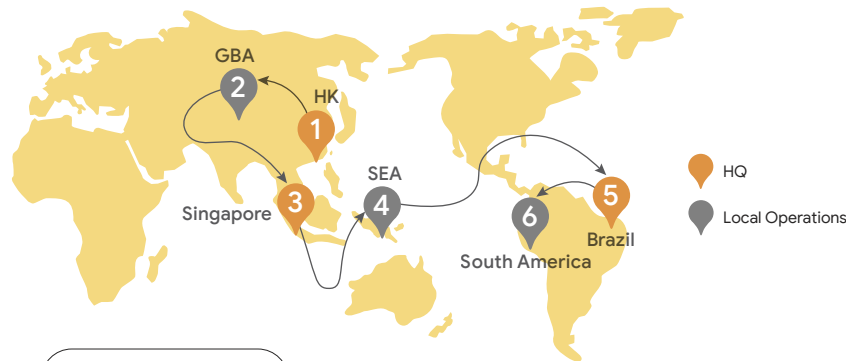 GBA
2
HK
1
SEA
3
4
Singapore
5
6
Brazil
South America
HQ
Local Operations